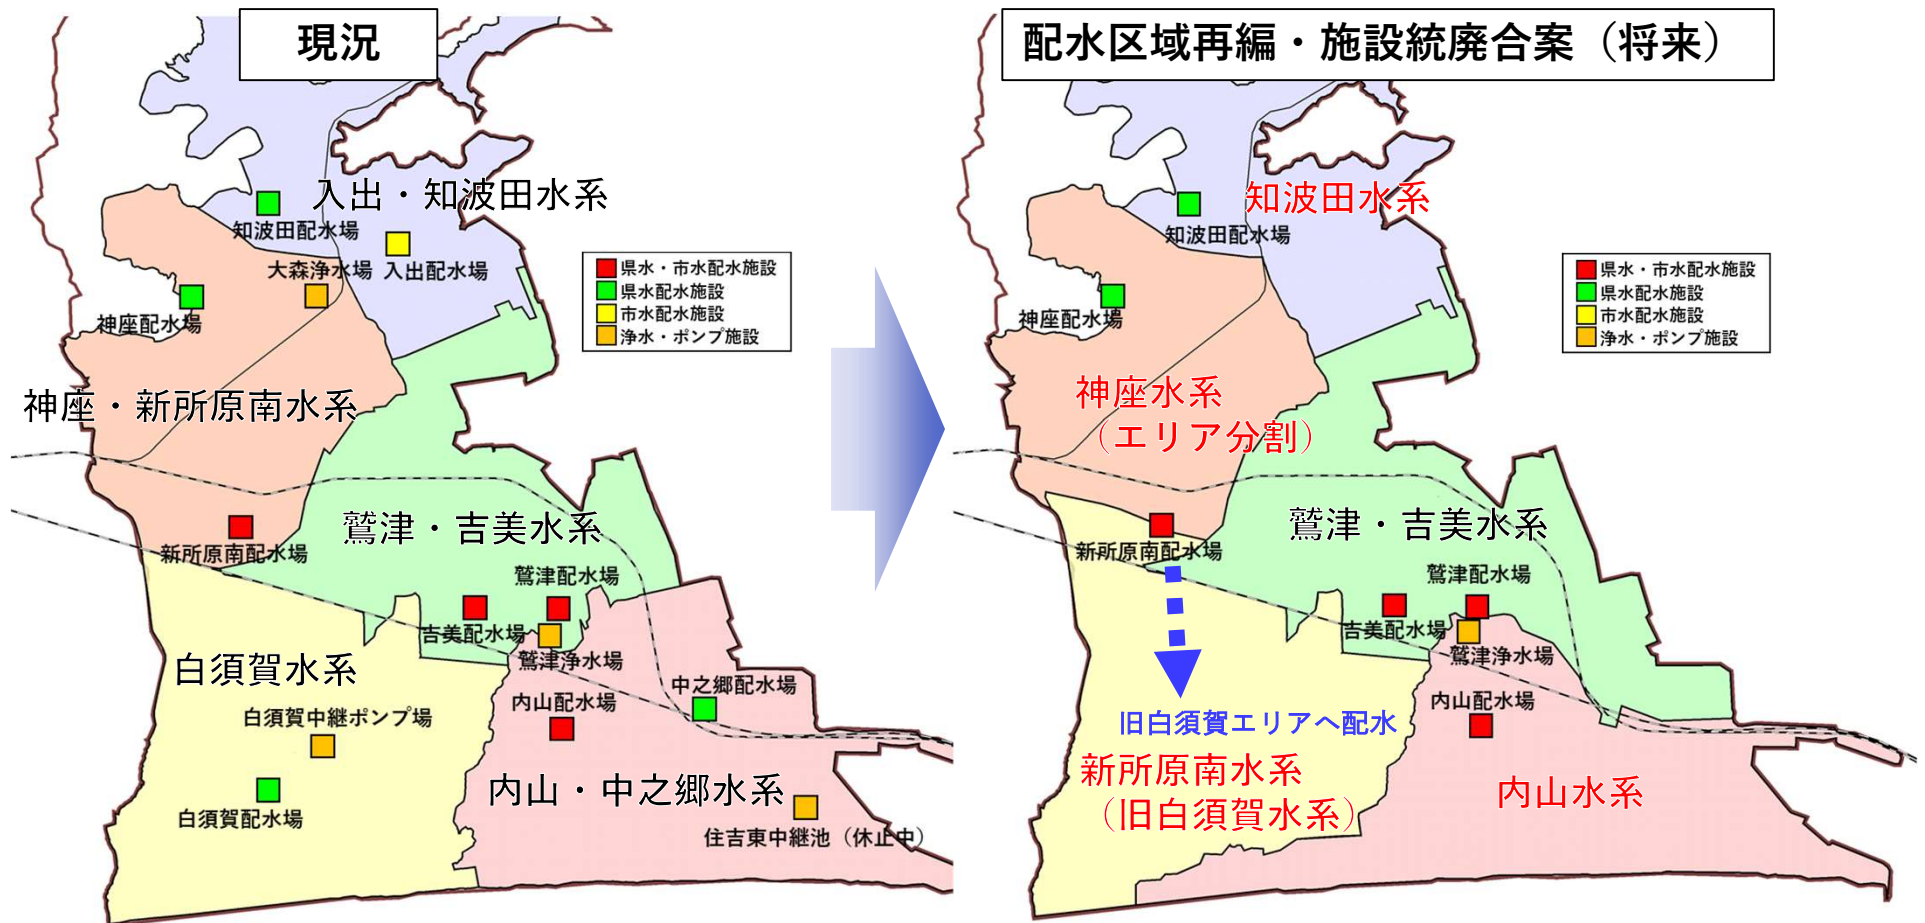 現況
入出・知波田水系
知波田配水場
大森浄水場
入出配水場
神座配水場
県水・市水配水施設
県水配水施設
市水配水施設
浄水・ポンプ施設
神座・新所原南水系
新所原南配水場
鷲津・吉美水系
鷲津配水場
吉美配水場
鷲津浄水場
白須賀水系
白須賀中継ポンプ場
白須賀配水場
内山配水場
中之郷配水場
内山・中之郷水系
住吉東中継池（休止中）
配水区域再編・施設統廃合案（将来）
知波田水系
知波田配水場
神座配水場
県水・市水配水施設
県水配水施設
市水配水施設
浄水・ポンプ施設
神座水系
（エリア分割）
新所原南配水場
鷲津・吉美水系
鷲津配水場
吉美配水場
鷲津浄水場
内山配水場
旧白須賀エリアへ配水
新所原南水系
（旧白須賀水系）
内山水系